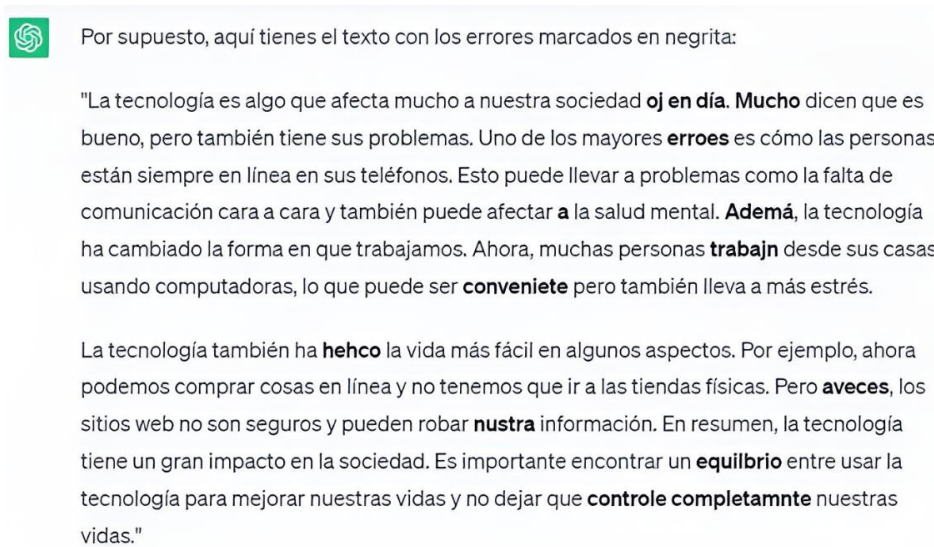 Por supuesto, aquí tienes el texto con los errores marcados en negrita:
"La tecnología es algo que afecta mucho a nuestra sociedad oj en día. Mucho dicen que es
bueno, pero también tiene sus problemas. Uno de los mayores erroes es cómo las personas
están siempre en línea en sus teléfonos. Esto puede llevar a problemas como la falta de
comunicación cara a cara y también puede afectar a la salud mental. Ademá, la tecnología
ha cambiado la forma en que trabajamos. Ahora, muchas personas trabajn desde sus casas
usando computadoras, lo que puede ser conveniete pero también lleva a más estrés.
La tecnología también ha hehco la vida más fácil en algunos aspectos. Por ejemplo, ahora
podemos comprar cosas en línea y no tenemos que ir a las tiendas físicas. Pero aveces, los
sitios web no son seguros y pueden robar nustra información. En resumen, la tecnología
tiene un gran impacto en la sociedad. Es importante encontrar un equilbrio entre usar la
tecnología para mejorar nuestras vidas y no dejar que controle completamnte nuestras
vidas."